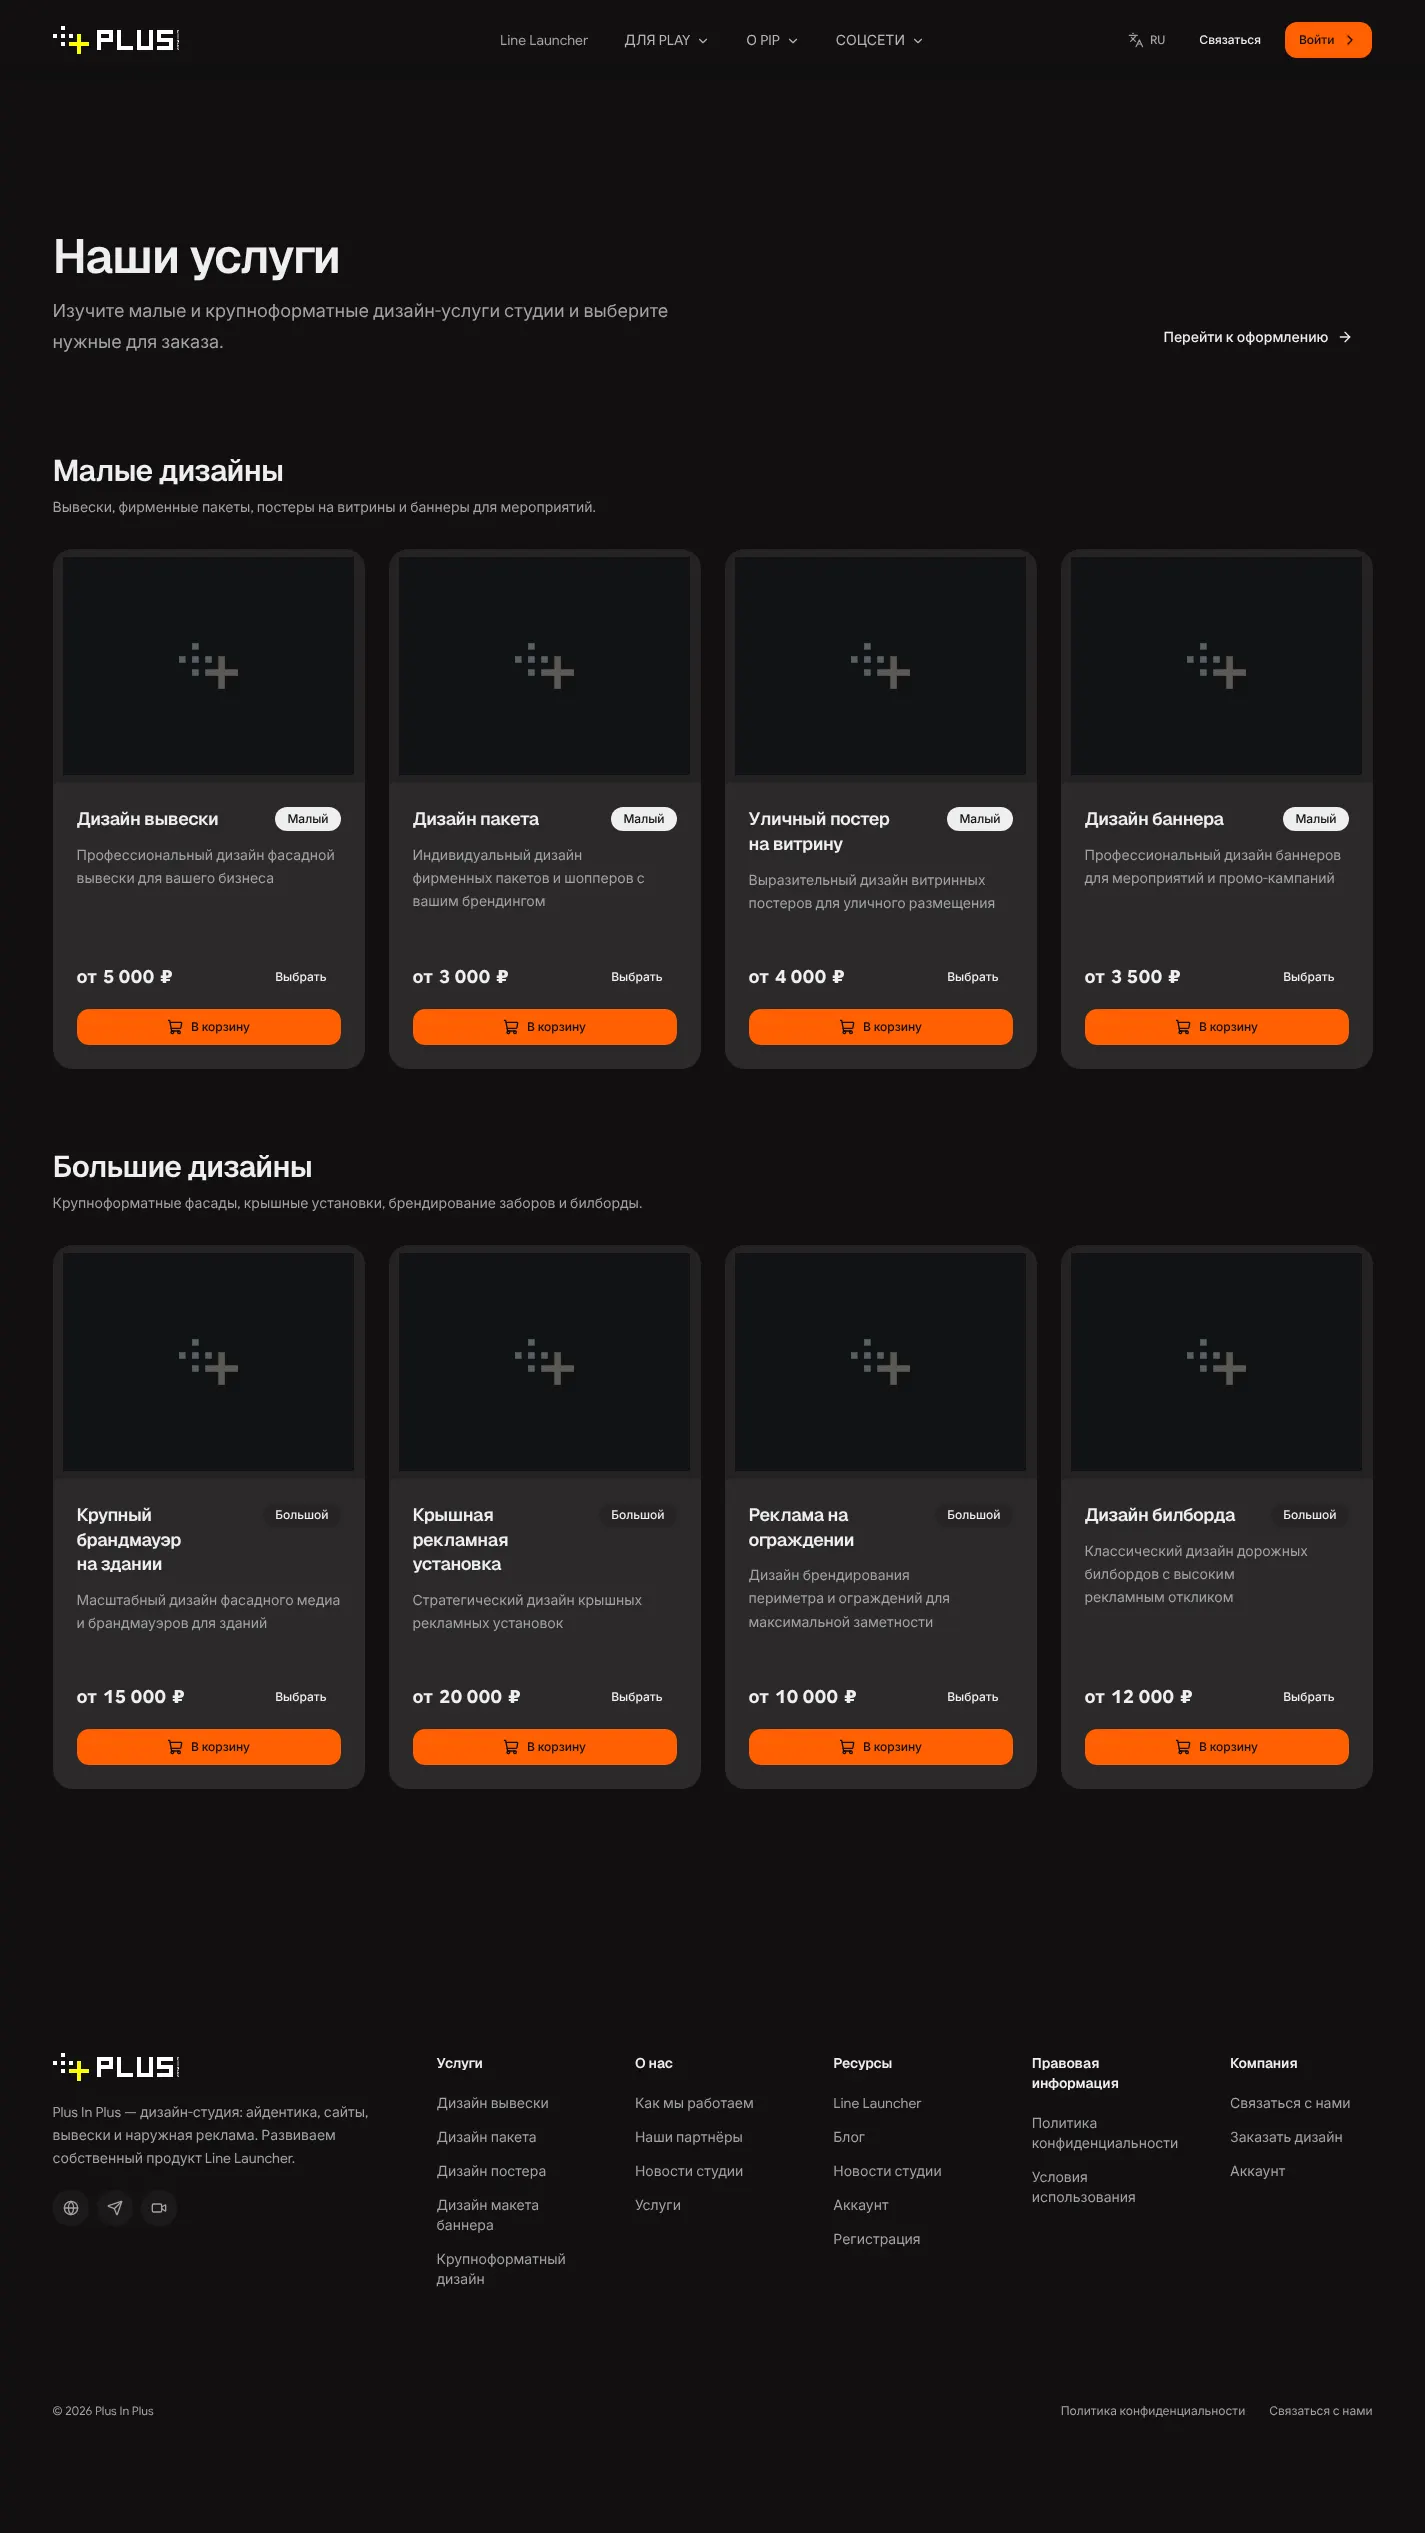 PLUS
Line Launcher
ДЛЯ PLAY
О PIP
СОЦСЕТИ
RU
Связаться
Войти
Наши услуги
Изучите малые и крупноформатные дизайн-услуги студии и выберите
нужные для заказа.
Перейти к оформлению
Малые дизайны
Вывески, фирменные пакеты, постеры на витрины и баннеры для мероприятий.
Дизайн вывески
Малый
Профессиональный дизайн фасадной
вывески для вашего бизнеса
от 5 000 ₽
Выбрать
В корзину
Дизайн пакета
Малый
Индивидуальный дизайн
фирменных пакетов и шопперов с
вашим брендингом
от 3 000 ₽
Выбрать
В корзину
Уличный постер
на витрину
Малый
Выразительный дизайн витринных
постеров для уличного размещения
от 4 000 ₽
Выбрать
В корзину
Дизайн баннера
Малый
Профессиональный дизайн баннеров
для мероприятий и промо-кампаний
от 3 500 ₽
Выбрать
В корзину
Большие дизайны
Крупноформатные фасады, крышные установки, брендирование заборов и билборды.
Крупный
брандмауэр
на здании
Большой
Масштабный дизайн фасадного медиа
и брандмауэров для зданий
от 15 000 ₽
Выбрать
В корзину
Крышная
рекламная
установка
Большой
Стратегический дизайн крышных
рекламных установок
от 20 000 ₽
Выбрать
В корзину
Реклама на
ограждении
Большой
Дизайн брендирования
периметра и ограждений для
максимальной заметности
от 10 000 ₽
Выбрать
В корзину
Дизайн билборда
Большой
Классический дизайн дорожных
билбордов с высоким
рекламным откликом
от 12 000 ₽
Выбрать
В корзину
PLUS
Plus In Plus — дизайн-студия: айдентика, сайты,
вывески и наружная реклама. Развиваем
собственный продукт Line Launcher.
Услуги
Дизайн вывески
Дизайн пакета
Дизайн постера
Дизайн макета
баннера
Крупноформатный
дизайн
О нас
Как мы работаем
Наши партнёры
Новости студии
Услуги
Ресурсы
Line Launcher
Блог
Новости студии
Аккаунт
Регистрация
Правовая
информация
Политика
конфиденциальности
Условия
использования
Компания
Связаться с нами
Заказать дизайн
Аккаунт
© 2026 Plus In Plus
Политика конфиденциальности
Связаться с нами